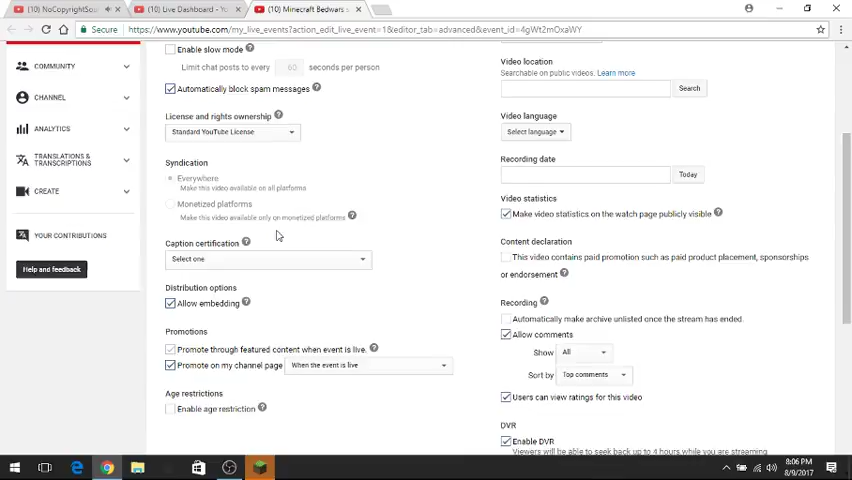 (10) NoCopyrightSou
(10) Live Dashboard - Yo
(10) Minecraft Bedwars s
Secure
https://www.youtube.com/my_live_events?action_edit_live_event=1&editor_tab=advanced&event_id=4gWt2mOxaWY
COMMUNITY
CHANNEL
ANALYTICS
TRANSLATIONS & TRANSCRIPTIONS
CREATE
YOUR CONTRIBUTIONS
Help and feedback
Enable slow mode
Limit chat posts to every 60 seconds per person
Automatically block spam messages
License and rights ownership
Standard YouTube License
Syndication
Everywhere
Make this video available on all platforms
Monetized platforms
Make this video available only on monetized platforms
Caption certification
Select one
Distribution options
Allow embedding
Promotions
Promote through featured content when event is live.
Promote on my channel page When the event is live
Age restrictions
Enable age restriction
Video location
Searchable on public videos. Learn more
Search
Video language
Select language
Recording date
Today
Video statistics
Make video statistics on the watch page publicly visible
Content declaration
This video contains paid promotion such as paid product placement, sponsorships
or endorsement
Recording
Automatically make archive unlisted once the stream has ended.
Allow comments
Show All
Sort by Top comments
Users can view ratings for this video
DVR
Enable DVR
Viewers will be able to seek back up to 4 hours while you are streaming.
8:06 PM
8/9/2017